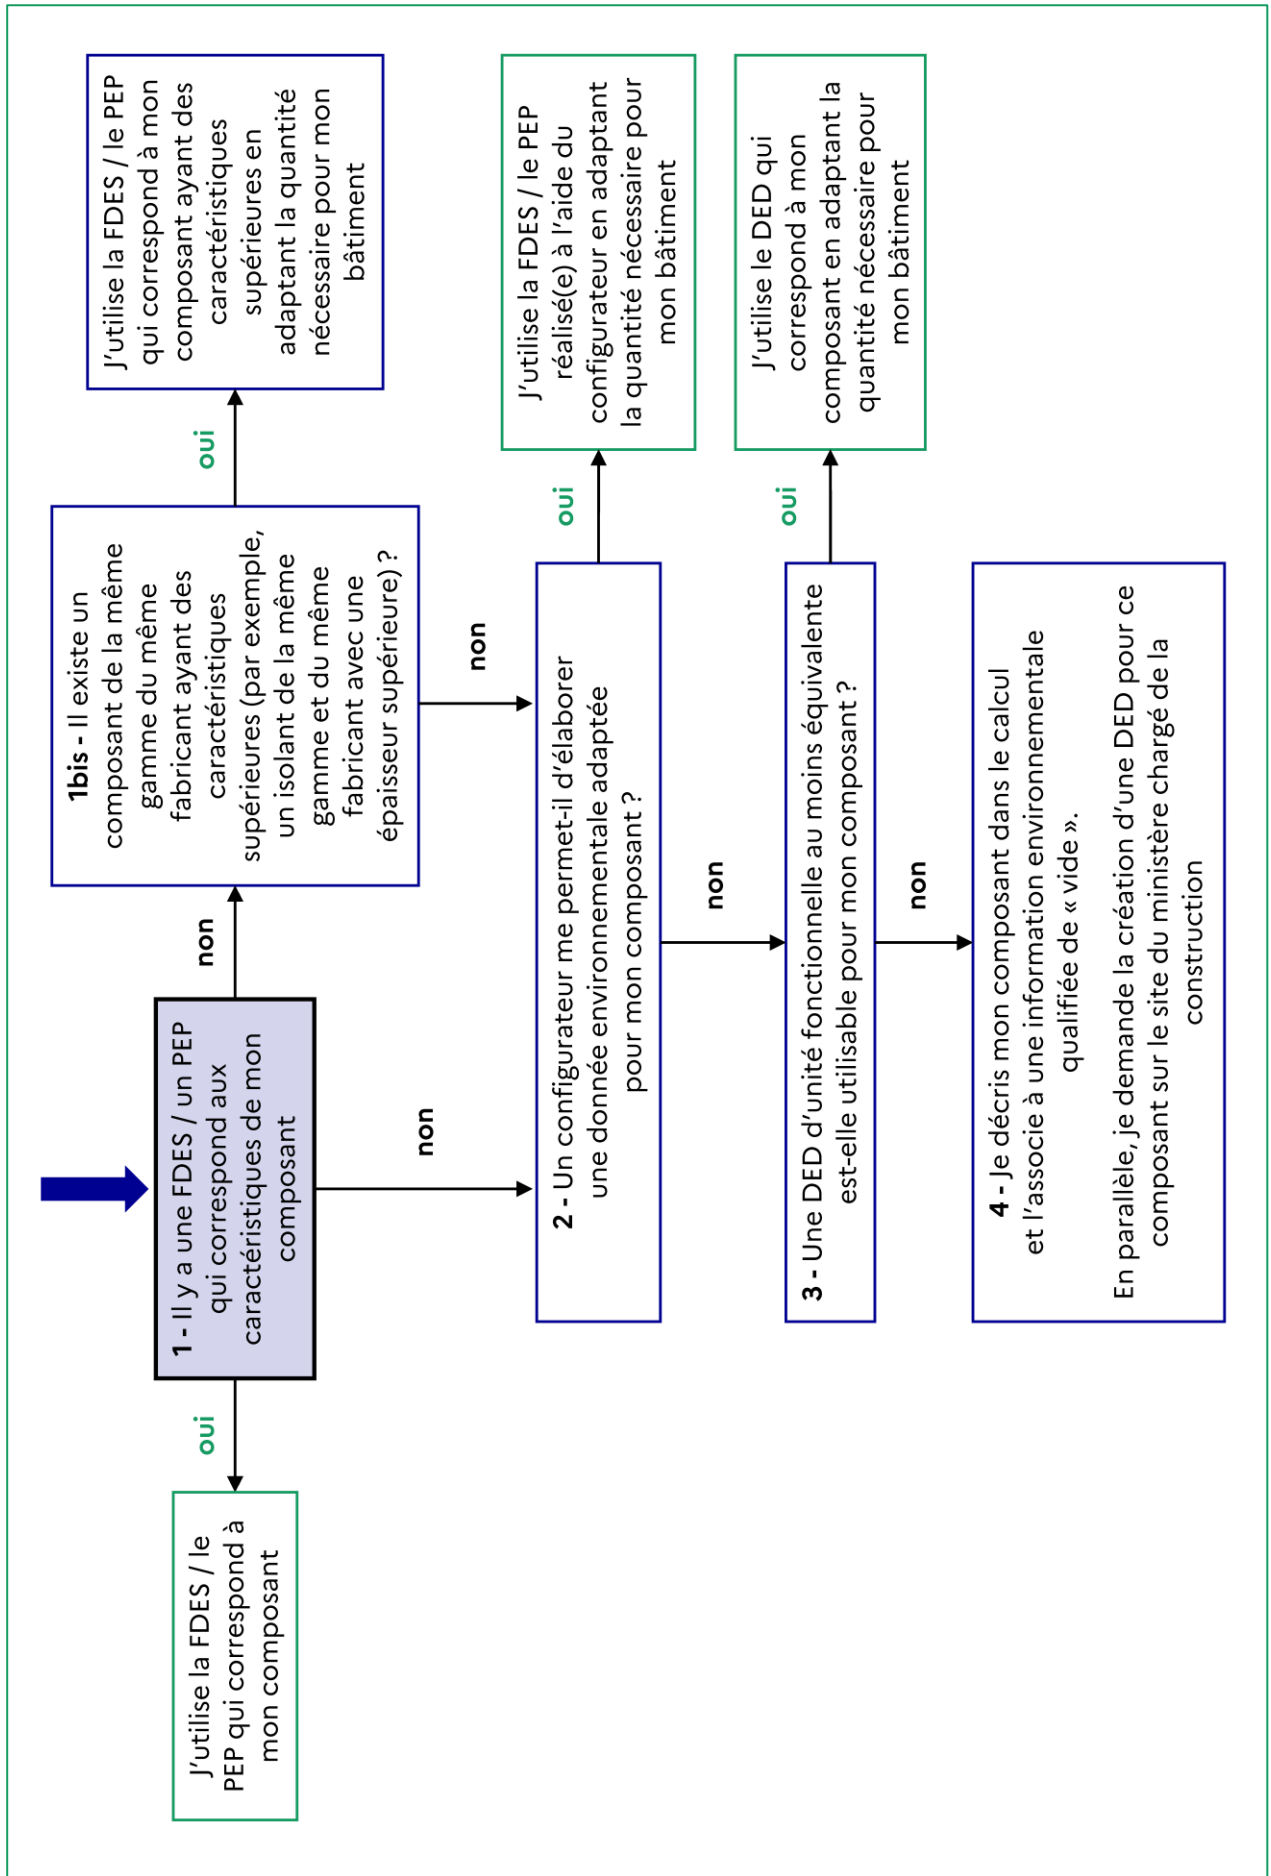 J'utilise la FDES / le
PEP qui correspond à
mon composant
oui
1 - Il y a une FDES / un PEP
qui correspond aux
caractéristiques de mon
composant
non
1bis - Il existe un
composant de la même
gamme du même
fabricant ayant des
caractéristiques
supérieures (par exemple,
un isolant de la même
gamme et du même
fabricant avec une
épaisseur supérieure) ?
oui
J'utilise la FDES / le PEP
qui correspond à mon
composant ayant des
caractéristiques
supérieures en
adaptant la quantité
nécessaire pour mon
bâtiment
non
non
2 - Un configurateur me permet-il d'élaborer
une donnée environnementale adaptée
pour mon composant ?
oui
J'utilise la FDES / le PEP
réalisé(e) à l'aide du
configurateur en adaptant
la quantité nécessaire pour
mon bâtiment
non
3 - Une DED d'unité fonctionnelle au moins équivalente
est-elle utilisable pour mon composant ?
oui
J'utilise le DED qui
correspond à mon
composant en adaptant la
quantité nécessaire pour
mon bâtiment
non
4 - Je décris mon composant dans le calcul
et l'associe à une information environnementale
qualifiée de « vide ».
En parallèle, je demande la création d'une DED pour ce
composant sur le site du ministère chargé de la
construction